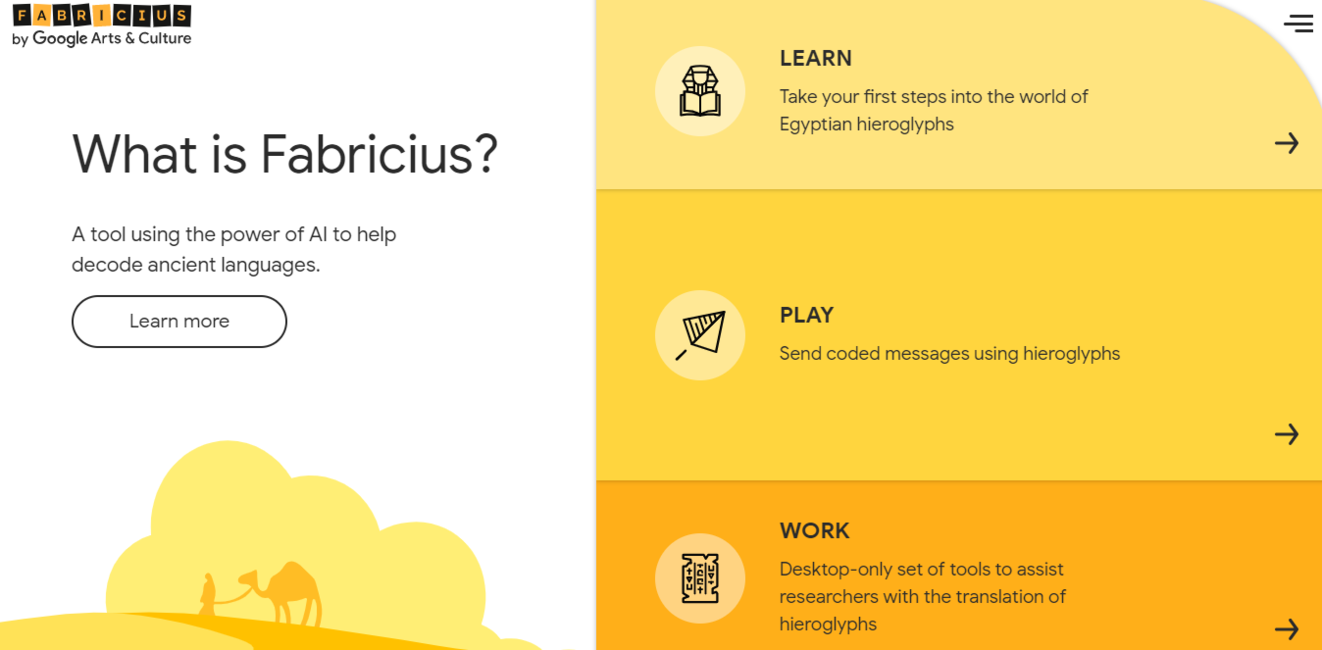 FABRICIUS
by Google Arts & Culture
What is Fabricius?
A tool using the power of AI to help
decode ancient languages.
Learn more
LEARN
Take your first steps into the world of
Egyptian hieroglyphs
PLAY
Send coded messages using hieroglyphs
WORK
Desktop-only set of tools to assist
researchers with the translation of
hieroglyphs